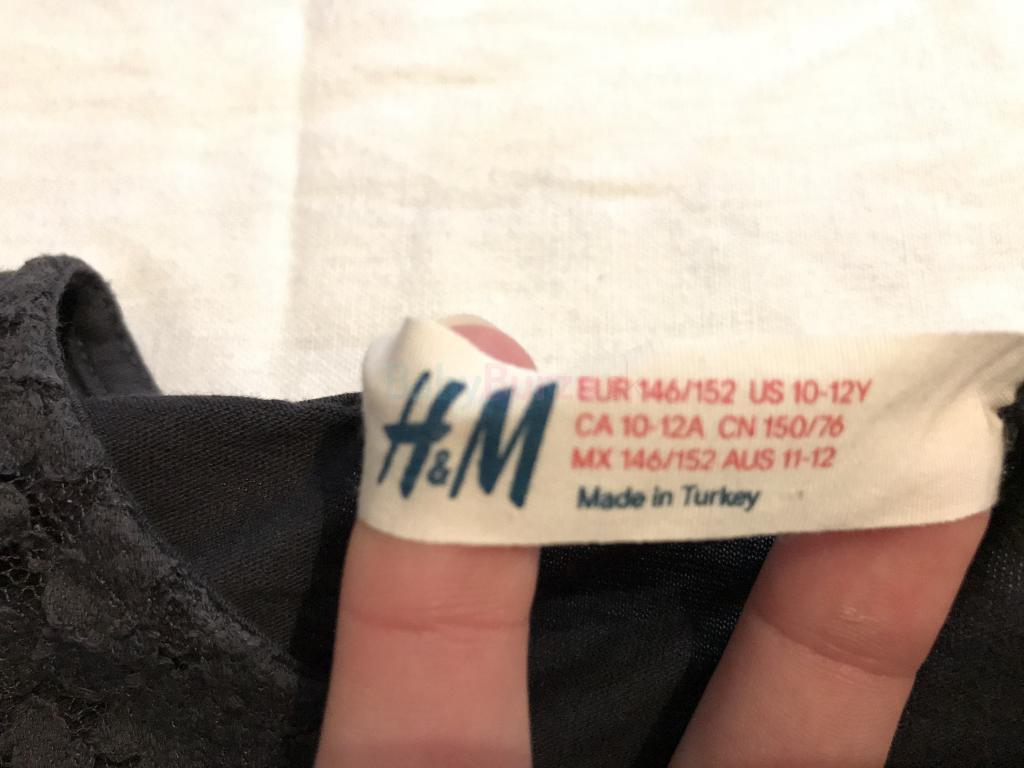 H&M
EUR 146/152 US 10-12Y
CA 10-12A CN 150/76
MX 146/152 AUS 11-12
Made in Turkey